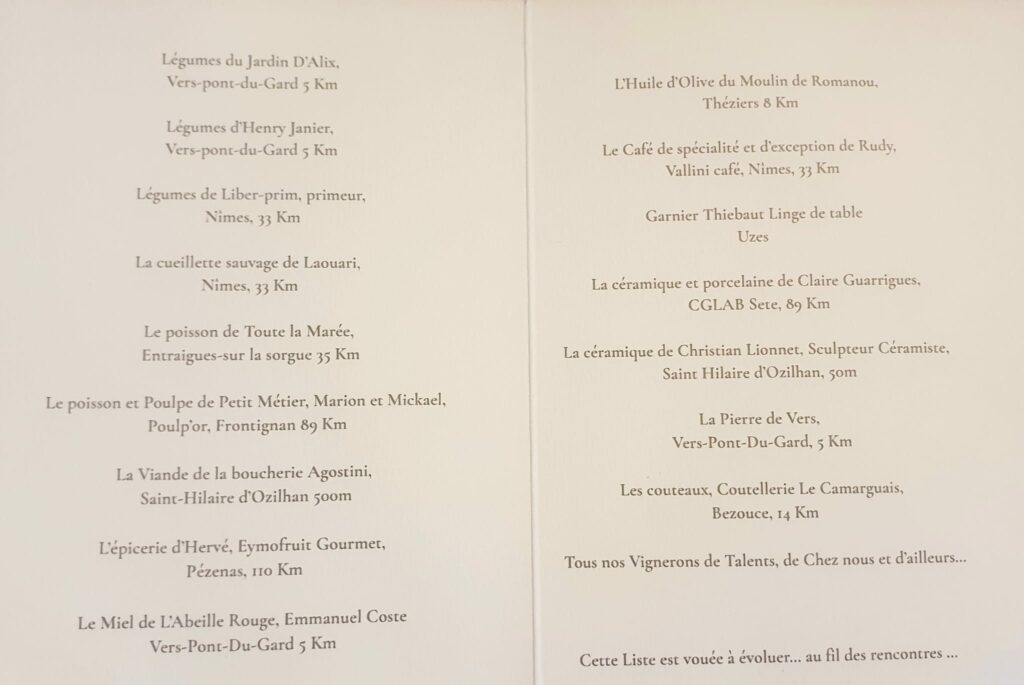 Légumes du Jardin D'Alix,
Vers-pont-du-Gard 5 Km
Légumes d'Henry Janier,
Vers-pont-du-Gard 5 Km
Légumes de Liber-prim, primeur,
Nîmes, 33 Km
La cueillette sauvage de Laouari,
Nîmes, 33 Km
Le poisson de Toute la Marée,
Entraigues-sur la sorgue 35 Km
Le poisson et Poulpe de Petit Métier, Marion et Mickael,
Poulp'or, Frontignan 89 Km
La Viande de la boucherie Agostini,
Saint-Hilaire d'Ozilhan 500m
L'épicerie d'Hervé, Eymofruit Gourmet,
Pézenas, 110 Km
Le Miel de L'Abeille Rouge, Emmanuel Coste
Vers-Pont-Du-Gard 5 Km
L'Huile d'Olive du Moulin de Romanou,
Théziers 8 Km
Le Café de spécialité et d'exception de Rudy,
Vallini café, Nîmes, 33 Km
Garnier Thiebaut Linge de table
Uzes
La céramique et porcelaine de Claire Guarrigues,
CGLAB Sete, 89 Km
La céramique de Christian Lionnet, Sculpteur Céramiste,
Saint Hilaire d'Ozilhan, 50m
La Pierre de Vers,
Vers-Pont-Du-Gard, 5 Km
Les couteaux, Coutellerie Le Camarguais,
Bezouce, 14 Km
Tous nos Vignerons de Talents, de Chez nous et d'ailleurs...
Cette Liste est vouée à évoluer... au fil des rencontres ...